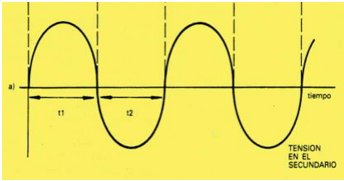 a)
tiempo
t1
t2
TENSION
EN EL
SECUNDARIO